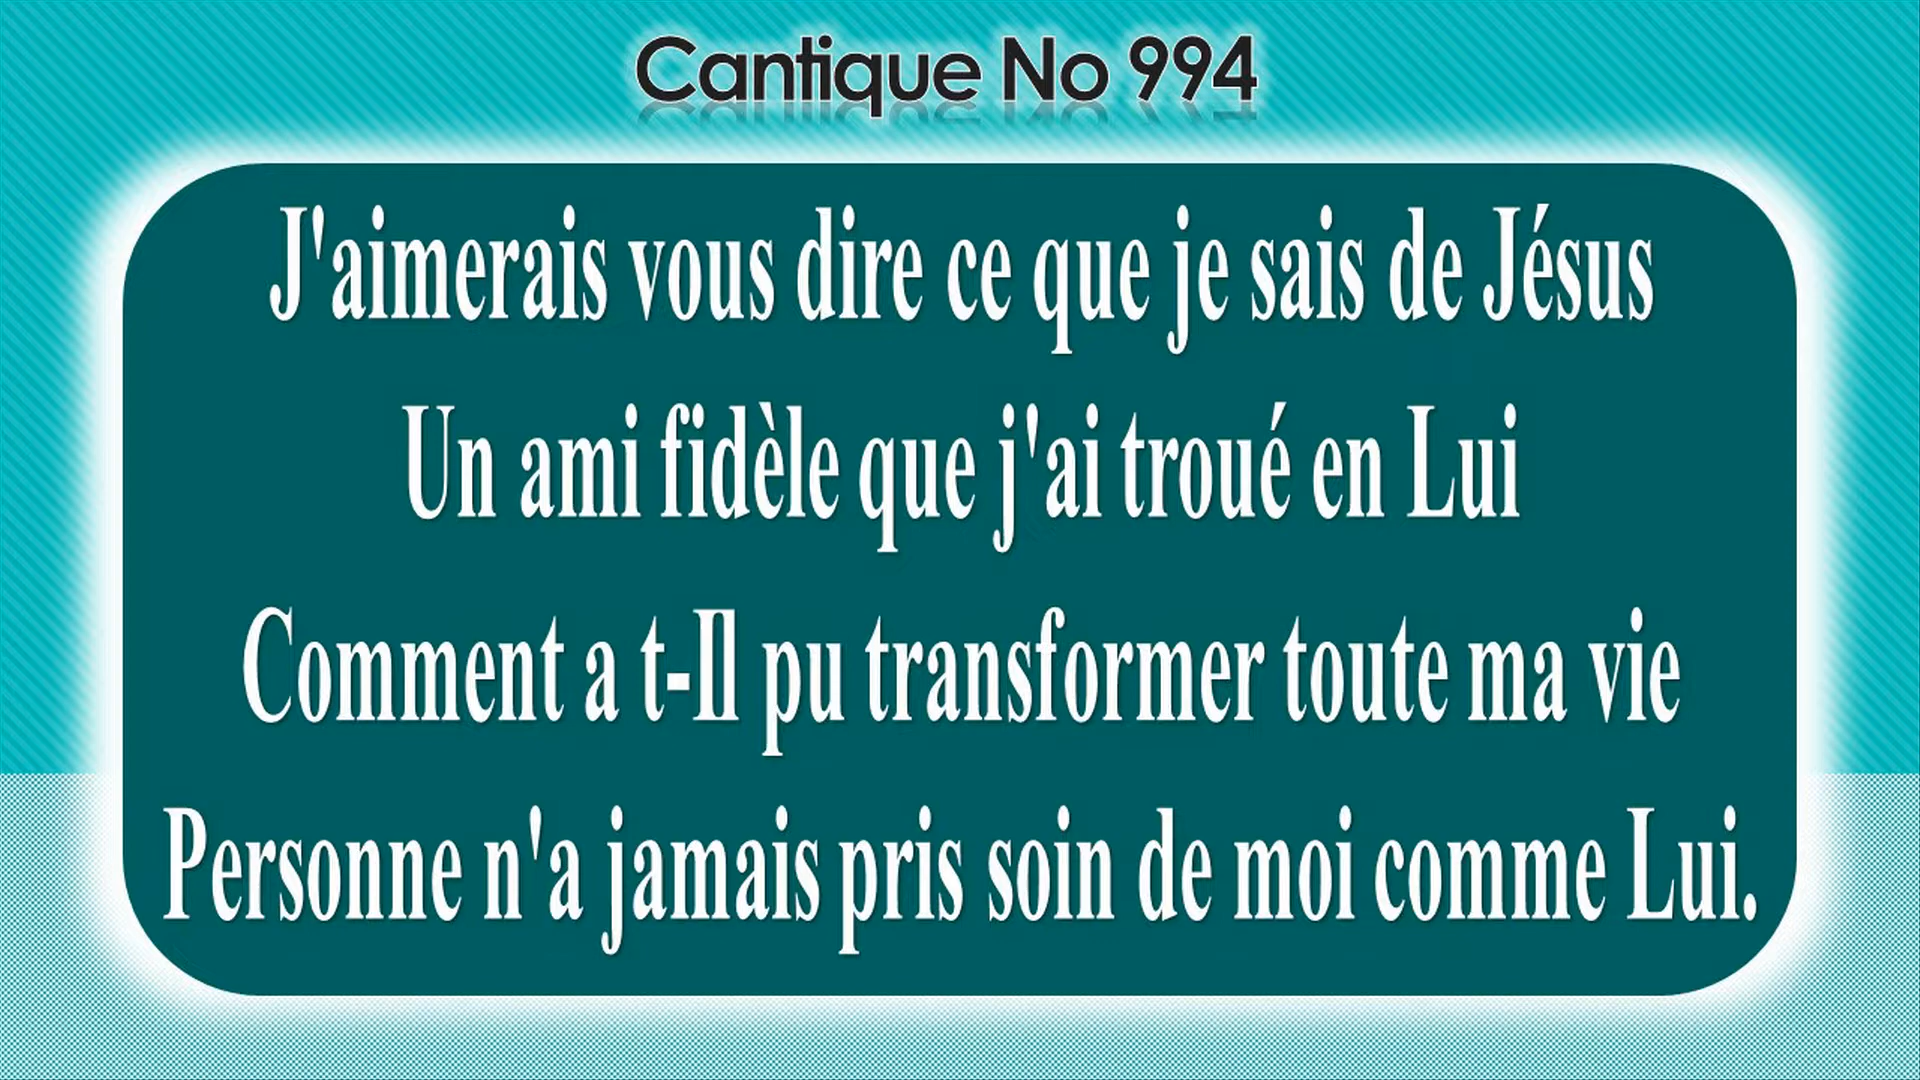 Cantique No 994
J'aimerais vous dire ce que je sais de Jésus
Un ami fidèle que j'ai troué en Lui
Comment a t-Il pu transformer toute ma vie
Personne n'a jamais pris soin de moi comme Lui.